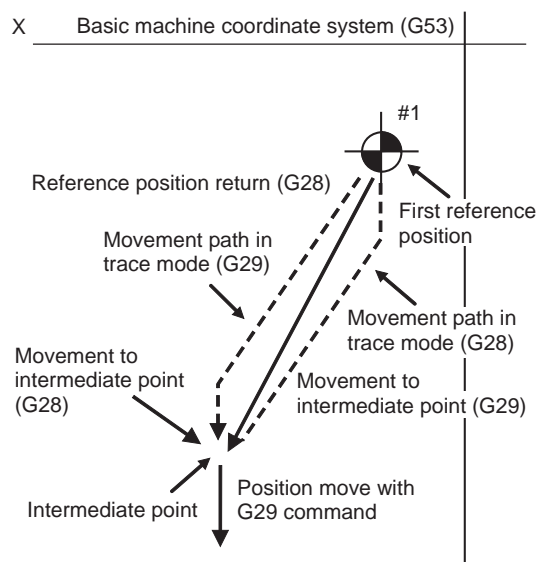 X
Basic machine coordinate system (G53)
#1
Reference position return (G28)
First reference
position
Movement path in
trace mode (G29)
Movement path in
trace mode (G28)
Movement to
intermediate point
(G28)
Movement to
intermediate point (G29)
Intermediate point
Position move with
G29 command